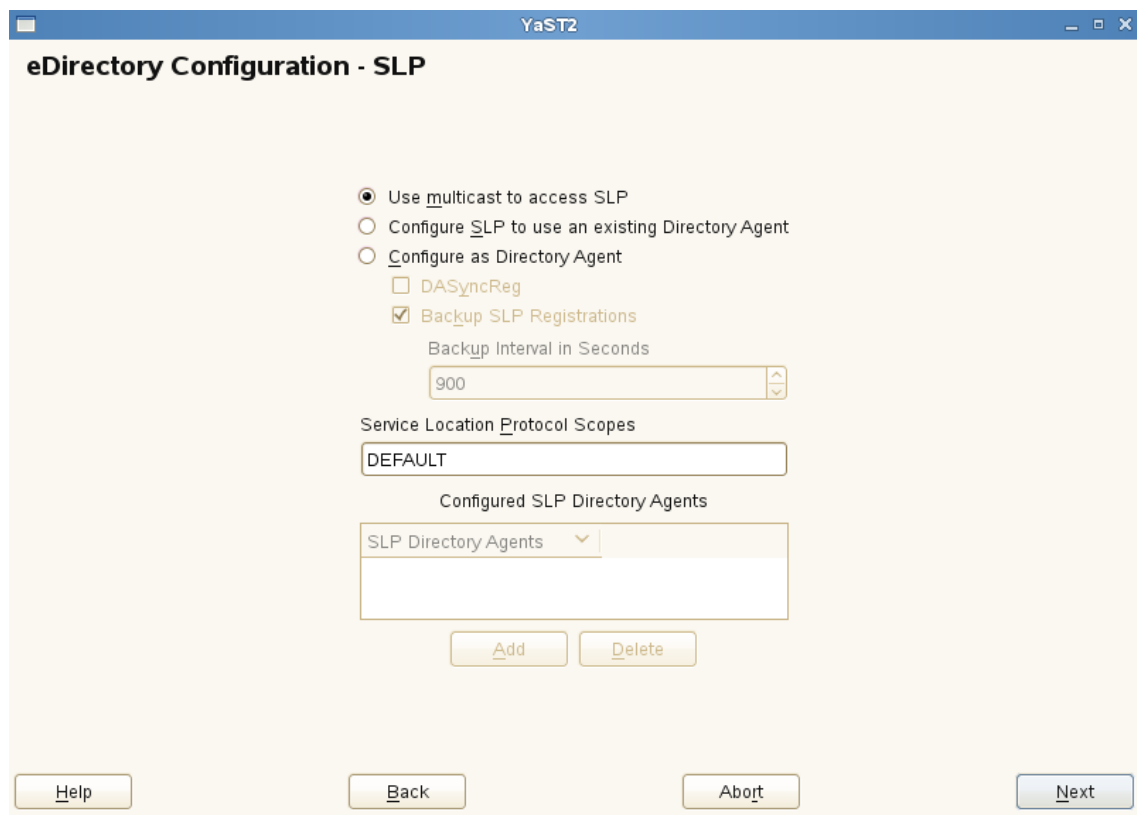 YaST2
eDirectory Configuration - SLP
Use multicast to access SLP
Configure SLP to use an existing Directory Agent
Configure as Directory Agent
DASyncReg
Backup SLP Registrations
Backup Interval in Seconds
900
Service Location Protocol Scopes
DEFAULT
Configured SLP Directory Agents
SLP Directory Agents
Add Delete
Help Back Abort Next